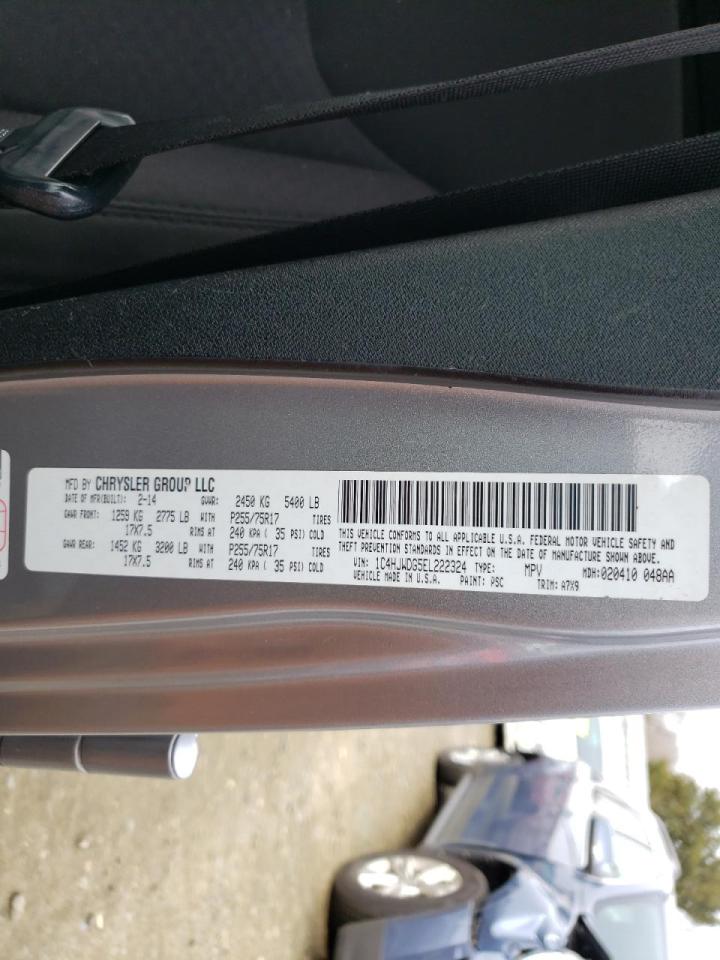 MFD BY CHRYSLER GROUP LLC
DATE OF MFR(BUILT): 2-14 GVWR: 2450 KG 5400 LB
GAWR FRONT: 1259 KG 2775 LB WITH P255/75R17 TIRES
17X7.5 RIMS AT 240 KPA ( 35 PSI) COLD
GAWR REAR: 1452 KG 3200 LB WITH P255/75R17 TIRES
17X7.5 RIMS AT 240 KPA ( 35 PSI) COLD
THIS VEHICLE CONFORMS TO ALL APPLICABLE U.S.A. FEDERAL MOTOR VEHICLE SAFETY AND
THEFT PREVENTION STANDARDS IN EFFECT ON THE DATE OF MANUFACTURE SHOWN ABOVE.
VIN: 1C4HJWDG5EL222324 TYPE: MPV MDH:020410 048AA
VEHICLE MADE IN U.S.A. PAINT: PSC TRIM: A7X9